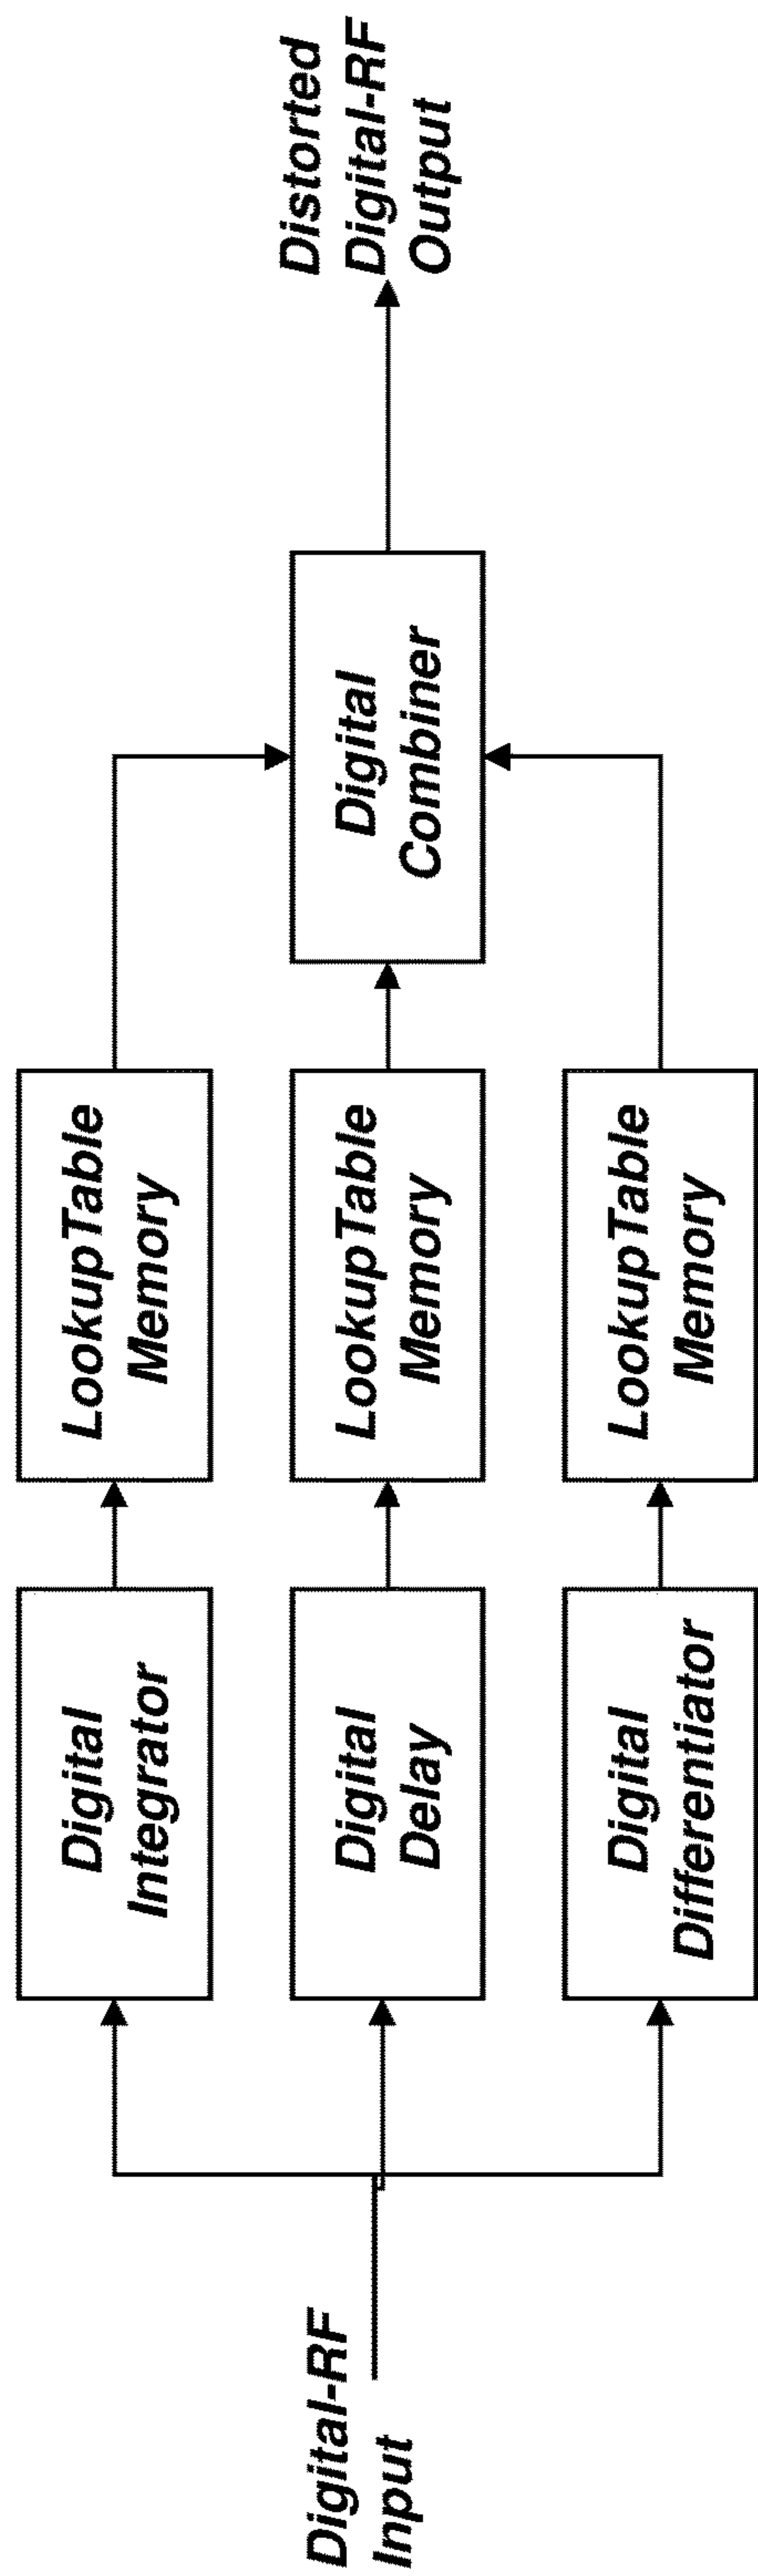 Digital-RF
Input
Digital
Integrator
LookupTable
Memory
Digital
Delay
LookupTable
Memory
Digital
Differentiator
LookupTable
Memory
Digital
Combiner
Distorted
Digital-RF
Output